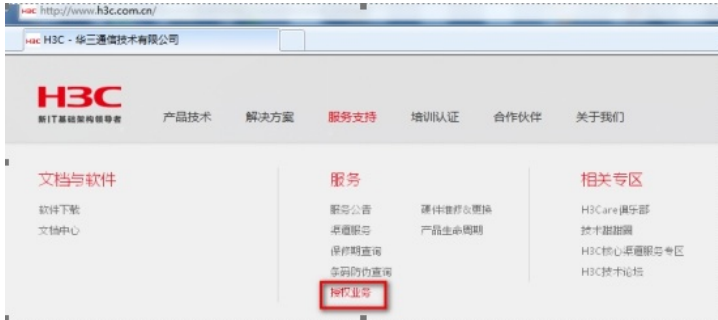 http://www.h3c.com.cn/
H3C - 华三通信技术有限公司
H3C
新IT基础架构领导者
产品技术 解决方案 服务支持 培训认证 合作伙伴 关于我们
文档与软件 服务 相关专区
软件下载 服务公告 硬件维修&更换 H3Care俱乐部
文档中心 渠道服务 产品生命周期 技术甜甜圈
保修期查询 H3C核心渠道服务专区
条码防伪查询 H3C技术论坛
授权业务